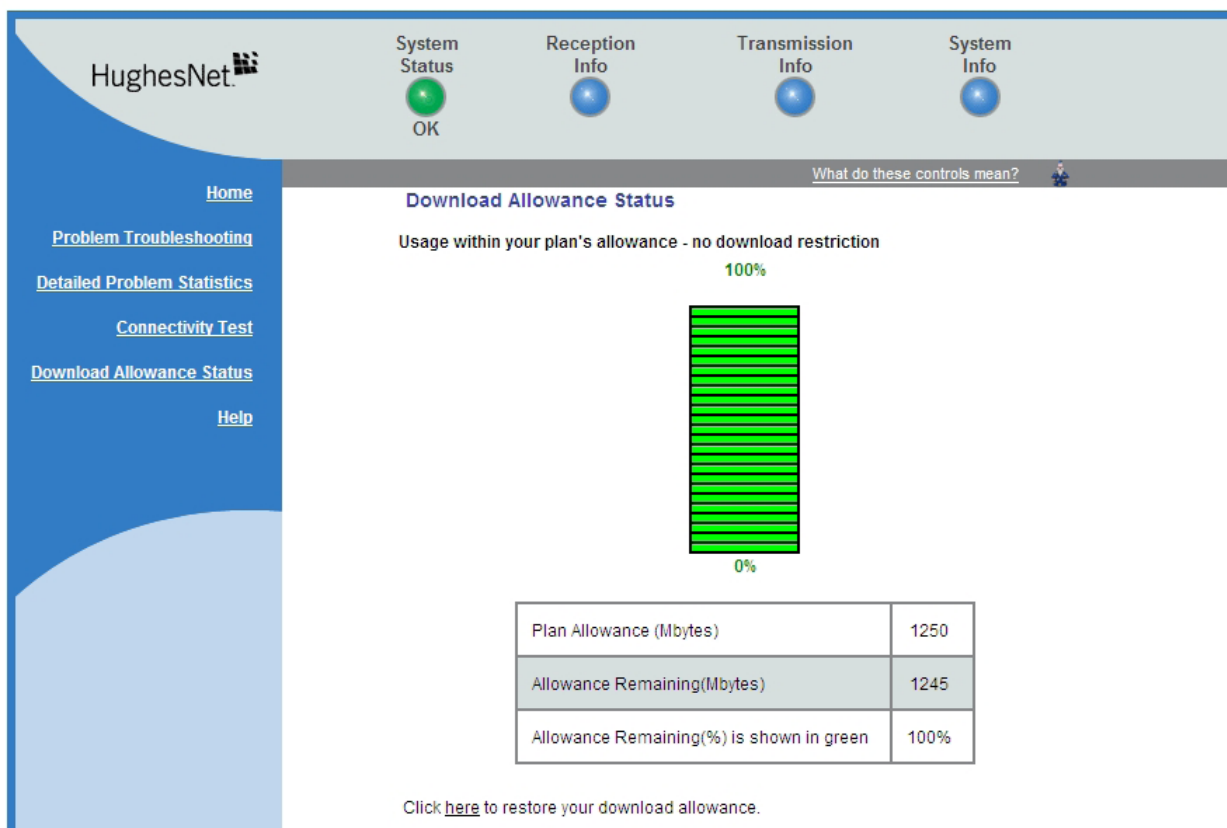 HughesNet.
System Status
OK
Reception Info
Transmission Info
System Info
What do these controls mean?
Home
Problem Troubleshooting
Detailed Problem Statistics
Connectivity Test
Download Allowance Status
Help
Download Allowance Status
Usage within your plan's allowance - no download restriction
100%
0%
Plan Allowance (Mbytes) 1250
Allowance Remaining(Mbytes) 1245
Allowance Remaining(%) is shown in green 100%
Click here to restore your download allowance.